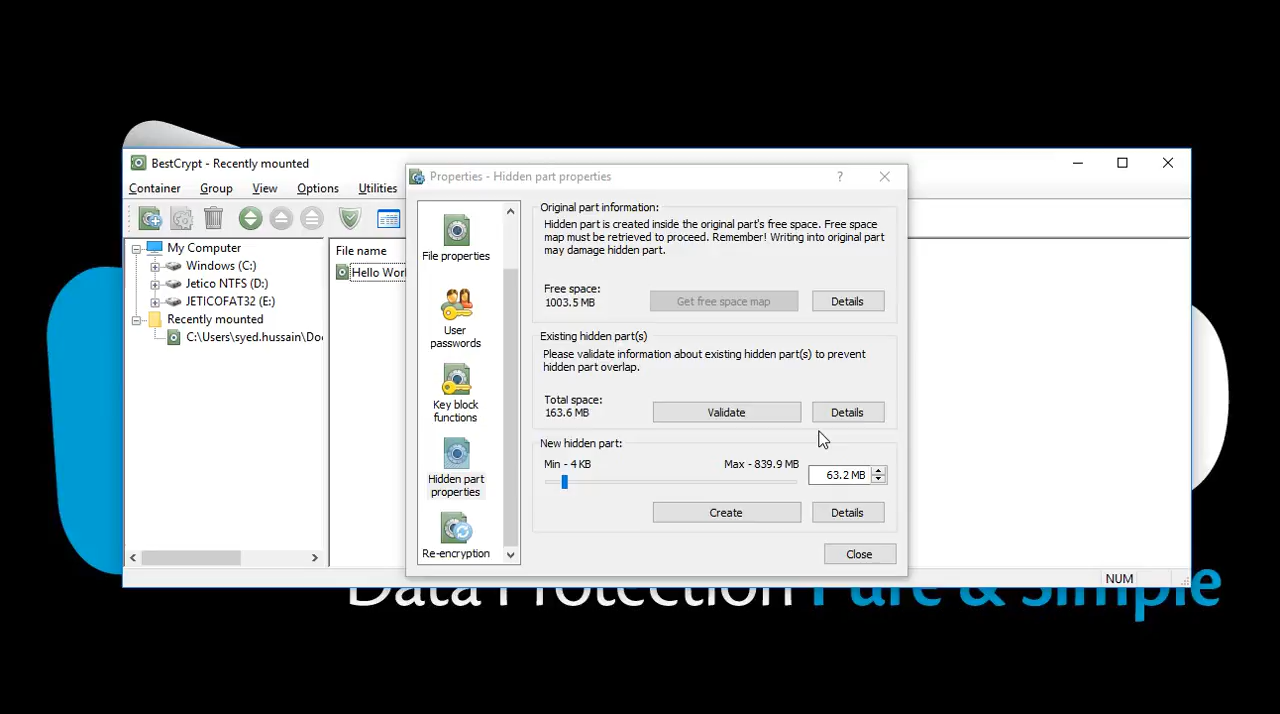 BestCrypt - Recently mounted
Container Group View Options Utilities
My Computer
Windows (C:)
Jetico NTFS (D:)
JETICOFAT32 (E:)
Recently mounted
C:\Users\syed.hussain\Do
File name
Hello Worl
Properties - Hidden part properties
?
File properties
User
passwords
Key block
functions
Hidden part
properties
Re-encryption
Original part information:
Hidden part is created inside the original part's free space. Free space
map must be retrieved to proceed. Remember! Writing into original part
may damage hidden part.
Free space:
1003.5 MB
Get free space map
Details
Existing hidden part(s)
Please validate information about existing hidden part(s) to prevent
hidden part overlap.
Total space:
163.6 MB
Validate
Details
New hidden part:
Min - 4 KB
Max - 839.9 MB
63.2 MB
Create
Details
Close
NUM
Data Protection Pure & Simple